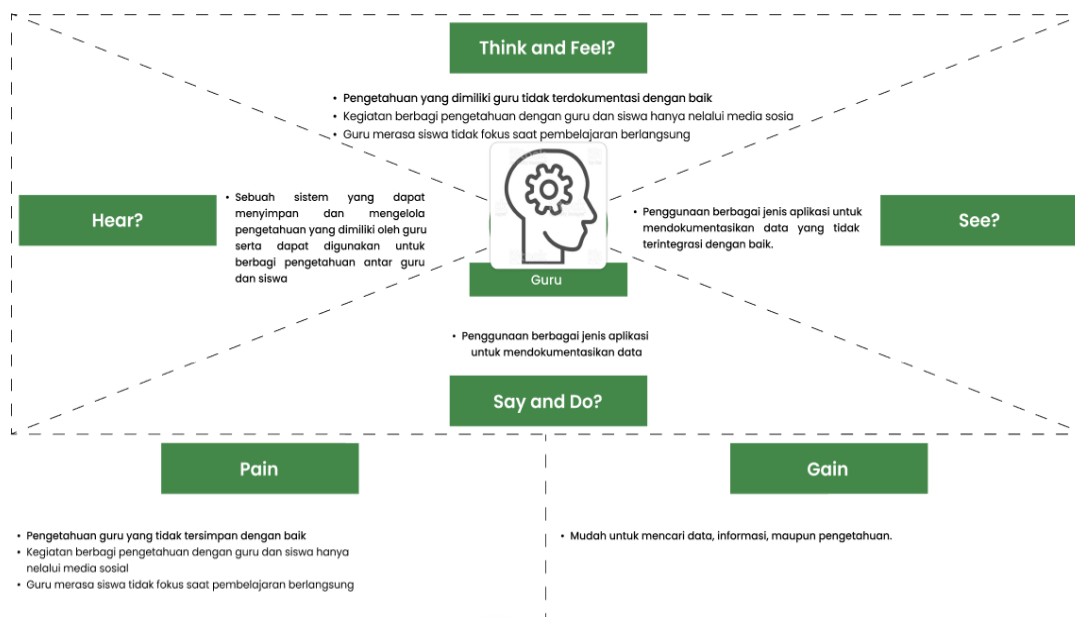 Think and Feel?
• Pengetahuan yang dimiliki guru tidak terdokumentasi dengan baik
• Kegiatan berbagi pengetahuan dengan guru dan siswa hanya nelalui media sosia
• Guru merasa siswa tidak fokus saat pembelajaran berlangsung
Hear?
• Sebuah sistem yang dapat
menyimpan dan mengelola
pengetahuan yang dimiliki oleh guru
serta dapat digunakan untuk
berbagi pengetahuan antar guru
dan siswa
• Penggunaan berbagai jenis aplikasi untuk
mendokumentasikan data yang tidak
terintegrasi dengan baik.
See?
Guru
• Penggunaan berbagai jenis aplikasi
untuk mendokumentasikan data
Say and Do?
Pain
• Pengetahuan guru yang tidak tersimpan dengan baik
• Kegiatan berbagi pengetahuan dengan guru dan siswa hanya
nelalui media sosial
• Guru merasa siswa tidak fokus saat pembelajaran berlangsung
Gain
• Mudah untuk mencari data, informasi, maupun pengetahuan.